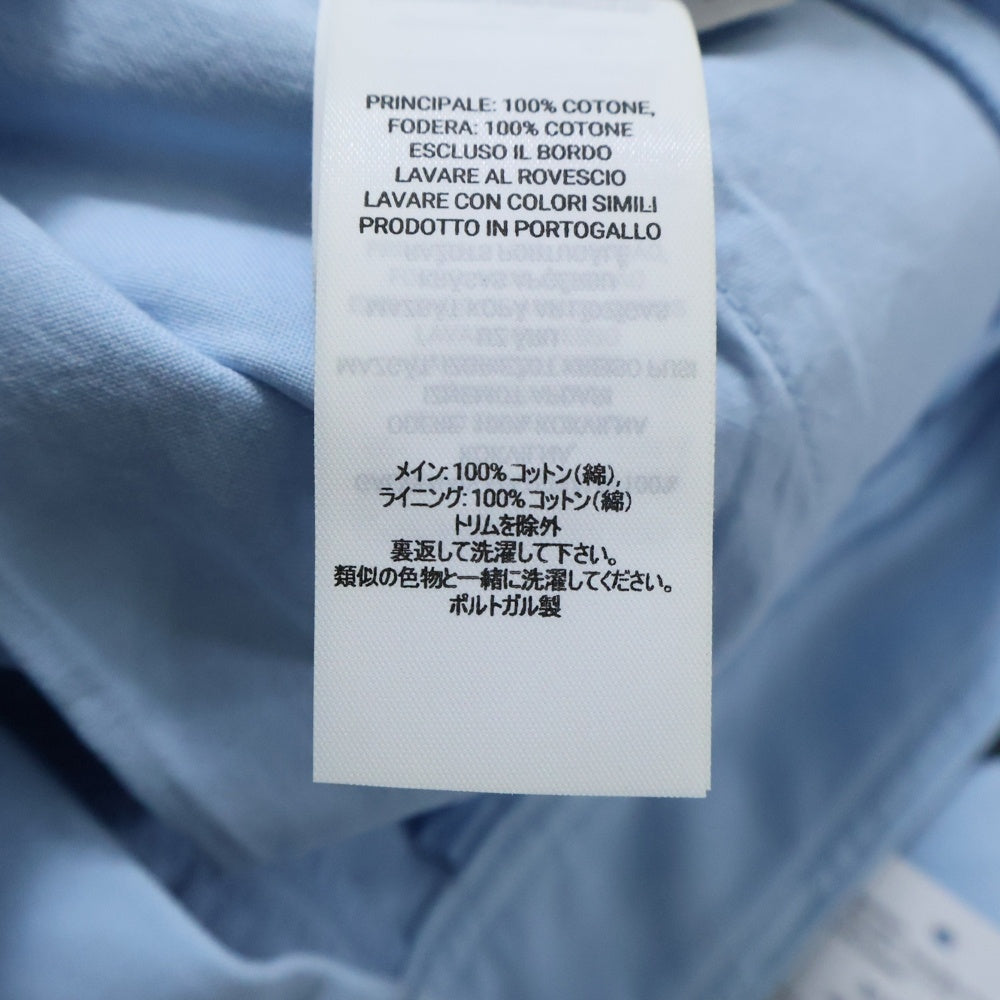 PRINCIPALE: 100% COTONE,
FODERA: 100% COTONE
ESCLUSO IL BORDO
LAVARE AL ROVESCIO
LAVARE CON COLORI SIMILI
PRODOTTO IN PORTOGALLO
メイン: 100% コットン(綿),
ライニング: 100% コットン(綿)
トリムを除外
裏返して洗濯して下さい。
類似の色物と一緒に洗濯してください。
ポルトガル製